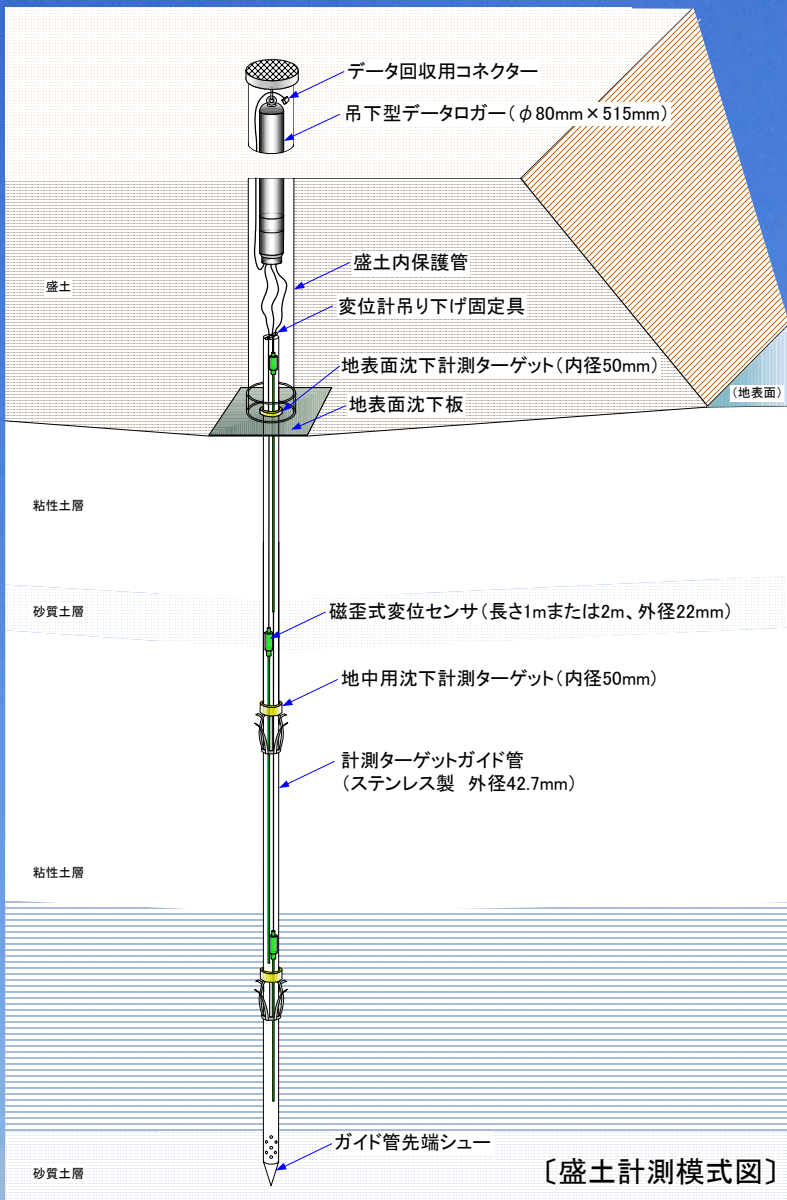 データ回収用コネクター
吊下型データロガー(φ80mm×515mm)
盛土内保護管
盛土
変位計吊り下げ固定具
地表面沈下計測ターゲット(内径50mm)
(地表面)
地表面沈下板
粘性土層
砂質土層
磁歪式変位センサ(長さ1mまたは2m、外径22mm)
地中用沈下計測ターゲット(内径50mm)
計測ターゲットガイド管
(ステンレス製 外径42.7mm)
粘性土層
ガイド管先端シュー
砂質土層
〔盛土計測模式図〕